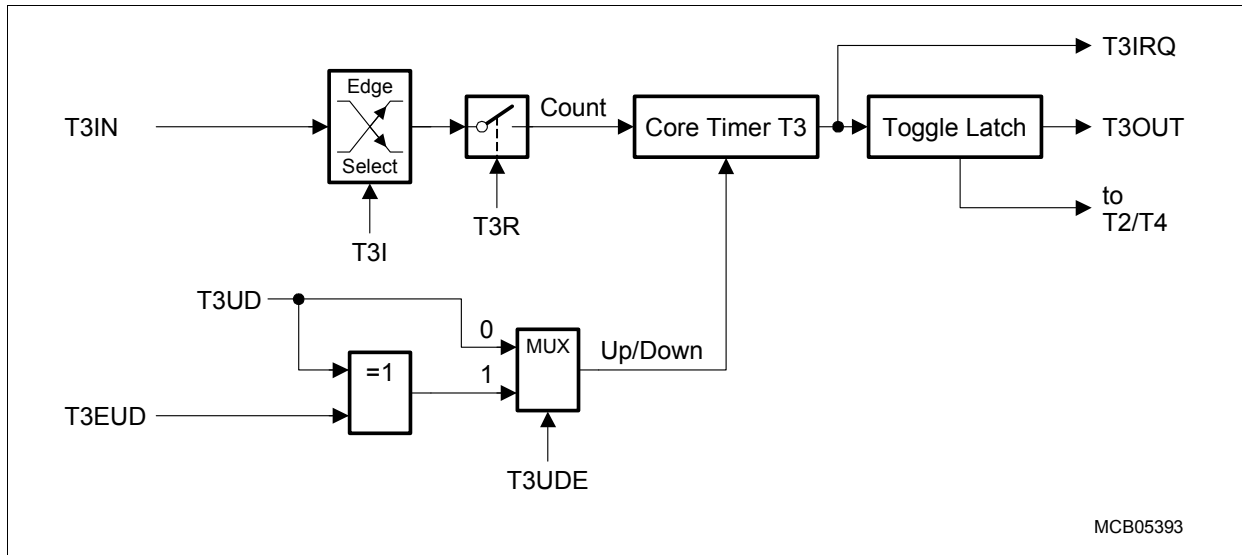 T3IRQ
Edge
Select
T3IN
Count
Core Timer T3
Toggle Latch
T3OUT
to
T2/T4
T3R
T3I
T3UD
0
MUX
Up/Down
=1
1
T3EUD
T3UDE
MCB05393